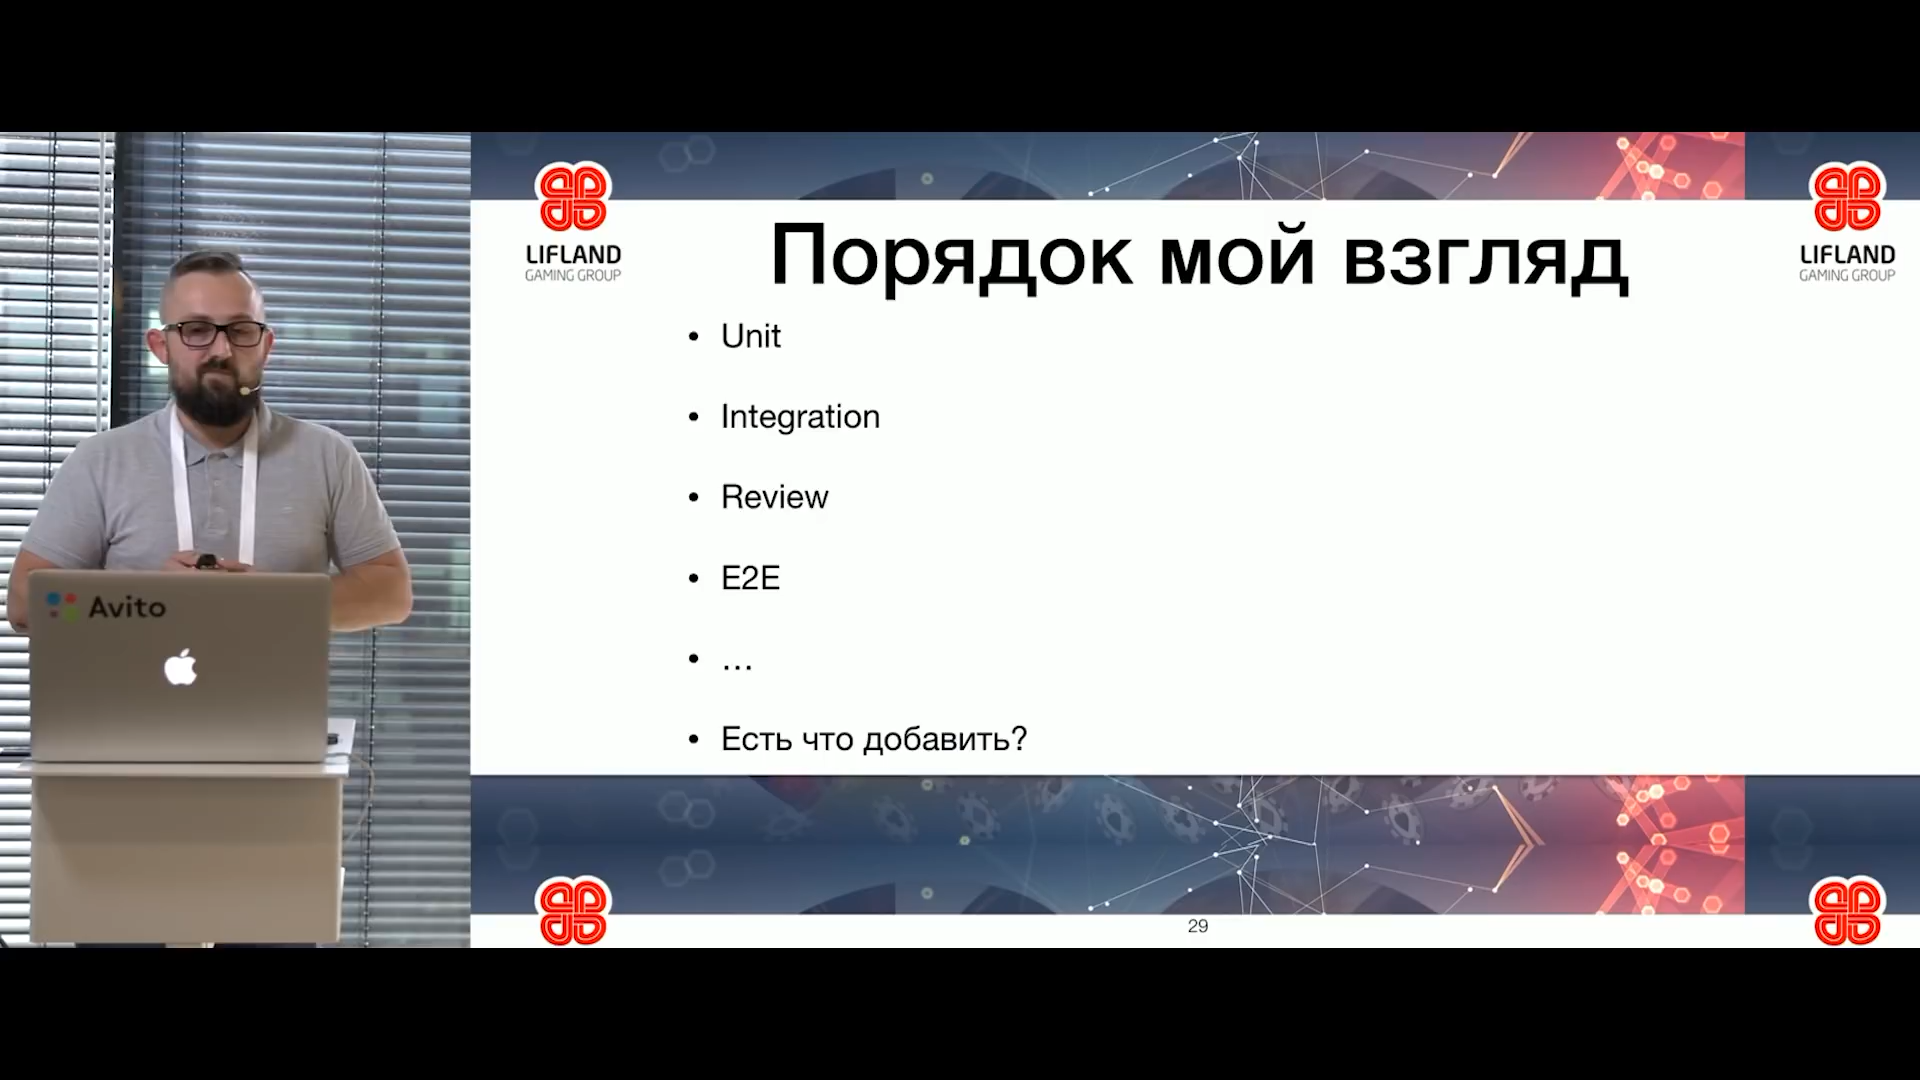 LIFLAND
GAMING GROUP
LIFLAND
GAMING GROUP
Порядок мой взгляд
• Unit
• Integration
• Review
• E2E
• …
• Есть что добавить?
Avito
29